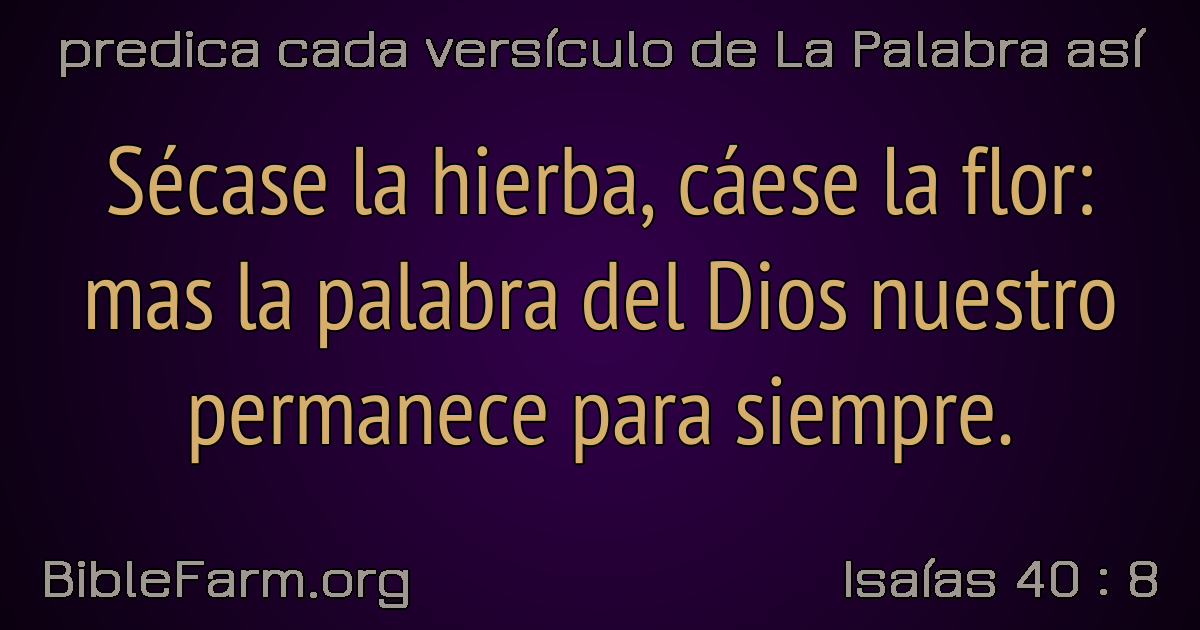 predica cada versículo de La Palabra así
Sécase la hierba, cáese la flor:
mas la palabra del Dios nuestro
permanece para siempre.
BibleFarm.org
Isaías 40 : 8